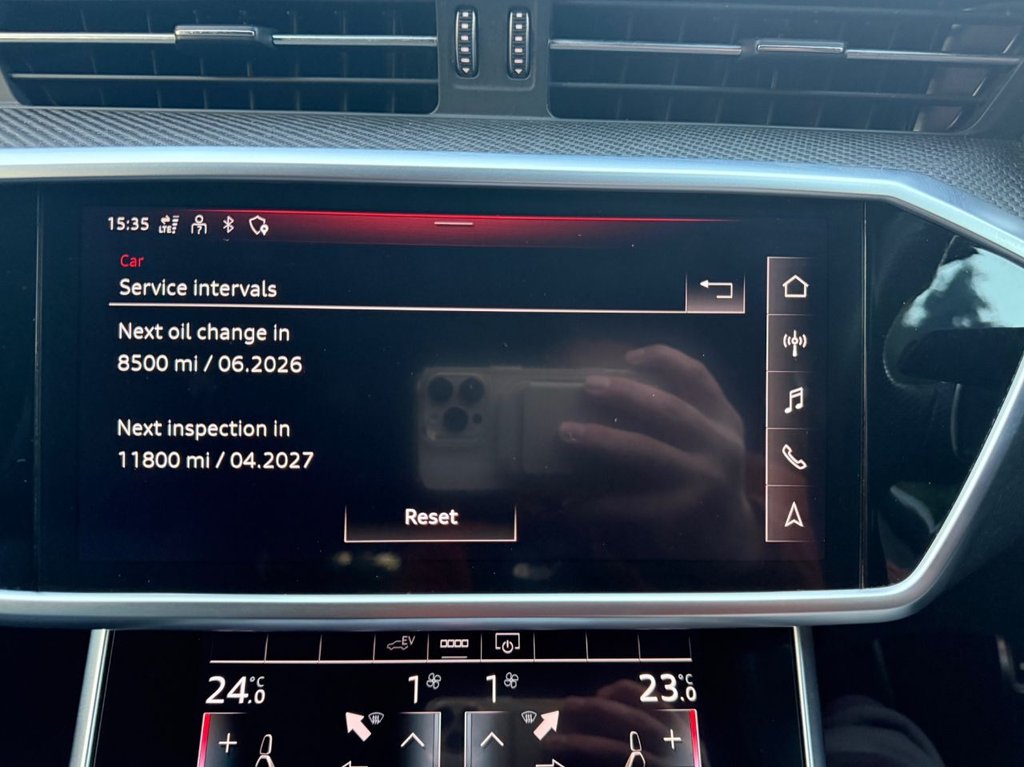 15:35 LTE ?
Car
Service intervals
Next oil change in
8500 mi / 06.2026
Next inspection in
11800 mi / 04.2027
Reset
EV
24.0 °C 1 1 23.0 °C
+ +